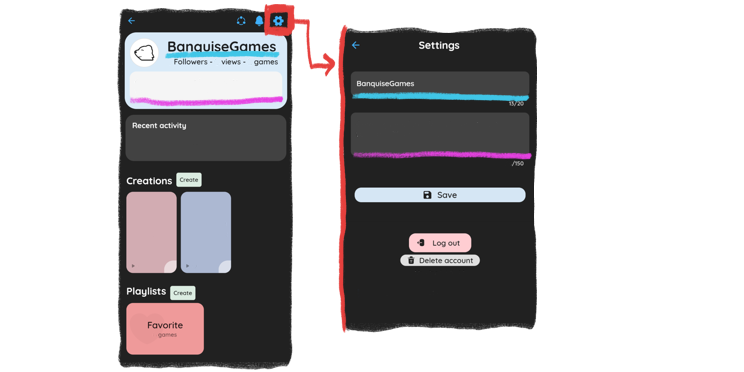 BanquiseGames
Followers - views - games
Recent activity
Creations Create
Playlists Create
Favorite
games
Settings
BanquiseGames
13/20
/150
Save
Log out
Delete account